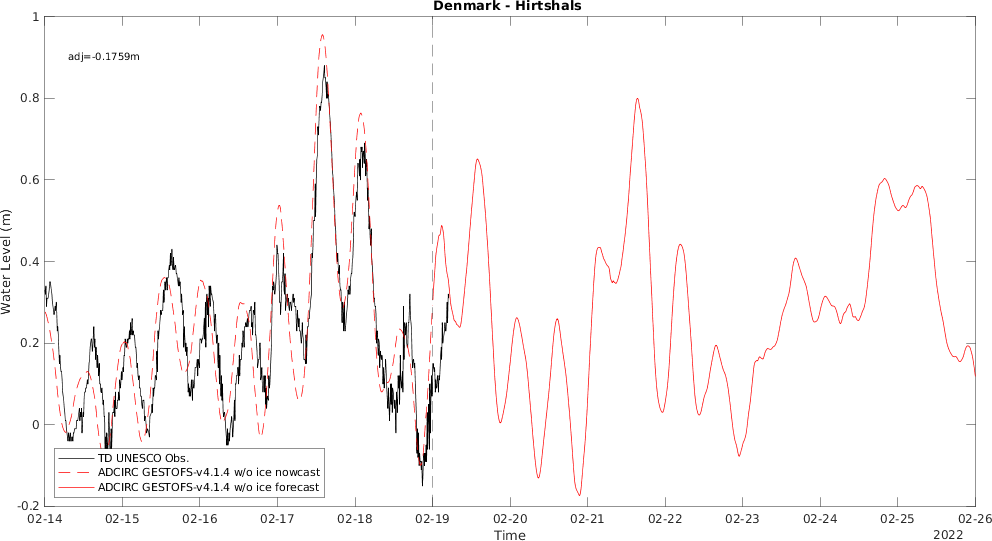 Denmark - Hirtshals
adj=-0.1759m
Water Level (m)
1
0.8
0.6
0.4
0.2
0
-0.2
TD UNESCO Obs.
ADCIRC GESTOFS-v4.1.4 w/o ice nowcast
ADCIRC GESTOFS-v4.1.4 w/o ice forecast
02-14 02-15 02-16 02-17 02-18 02-19 02-20 02-21 02-22 02-23 02-24 02-25 02-26
Time
2022